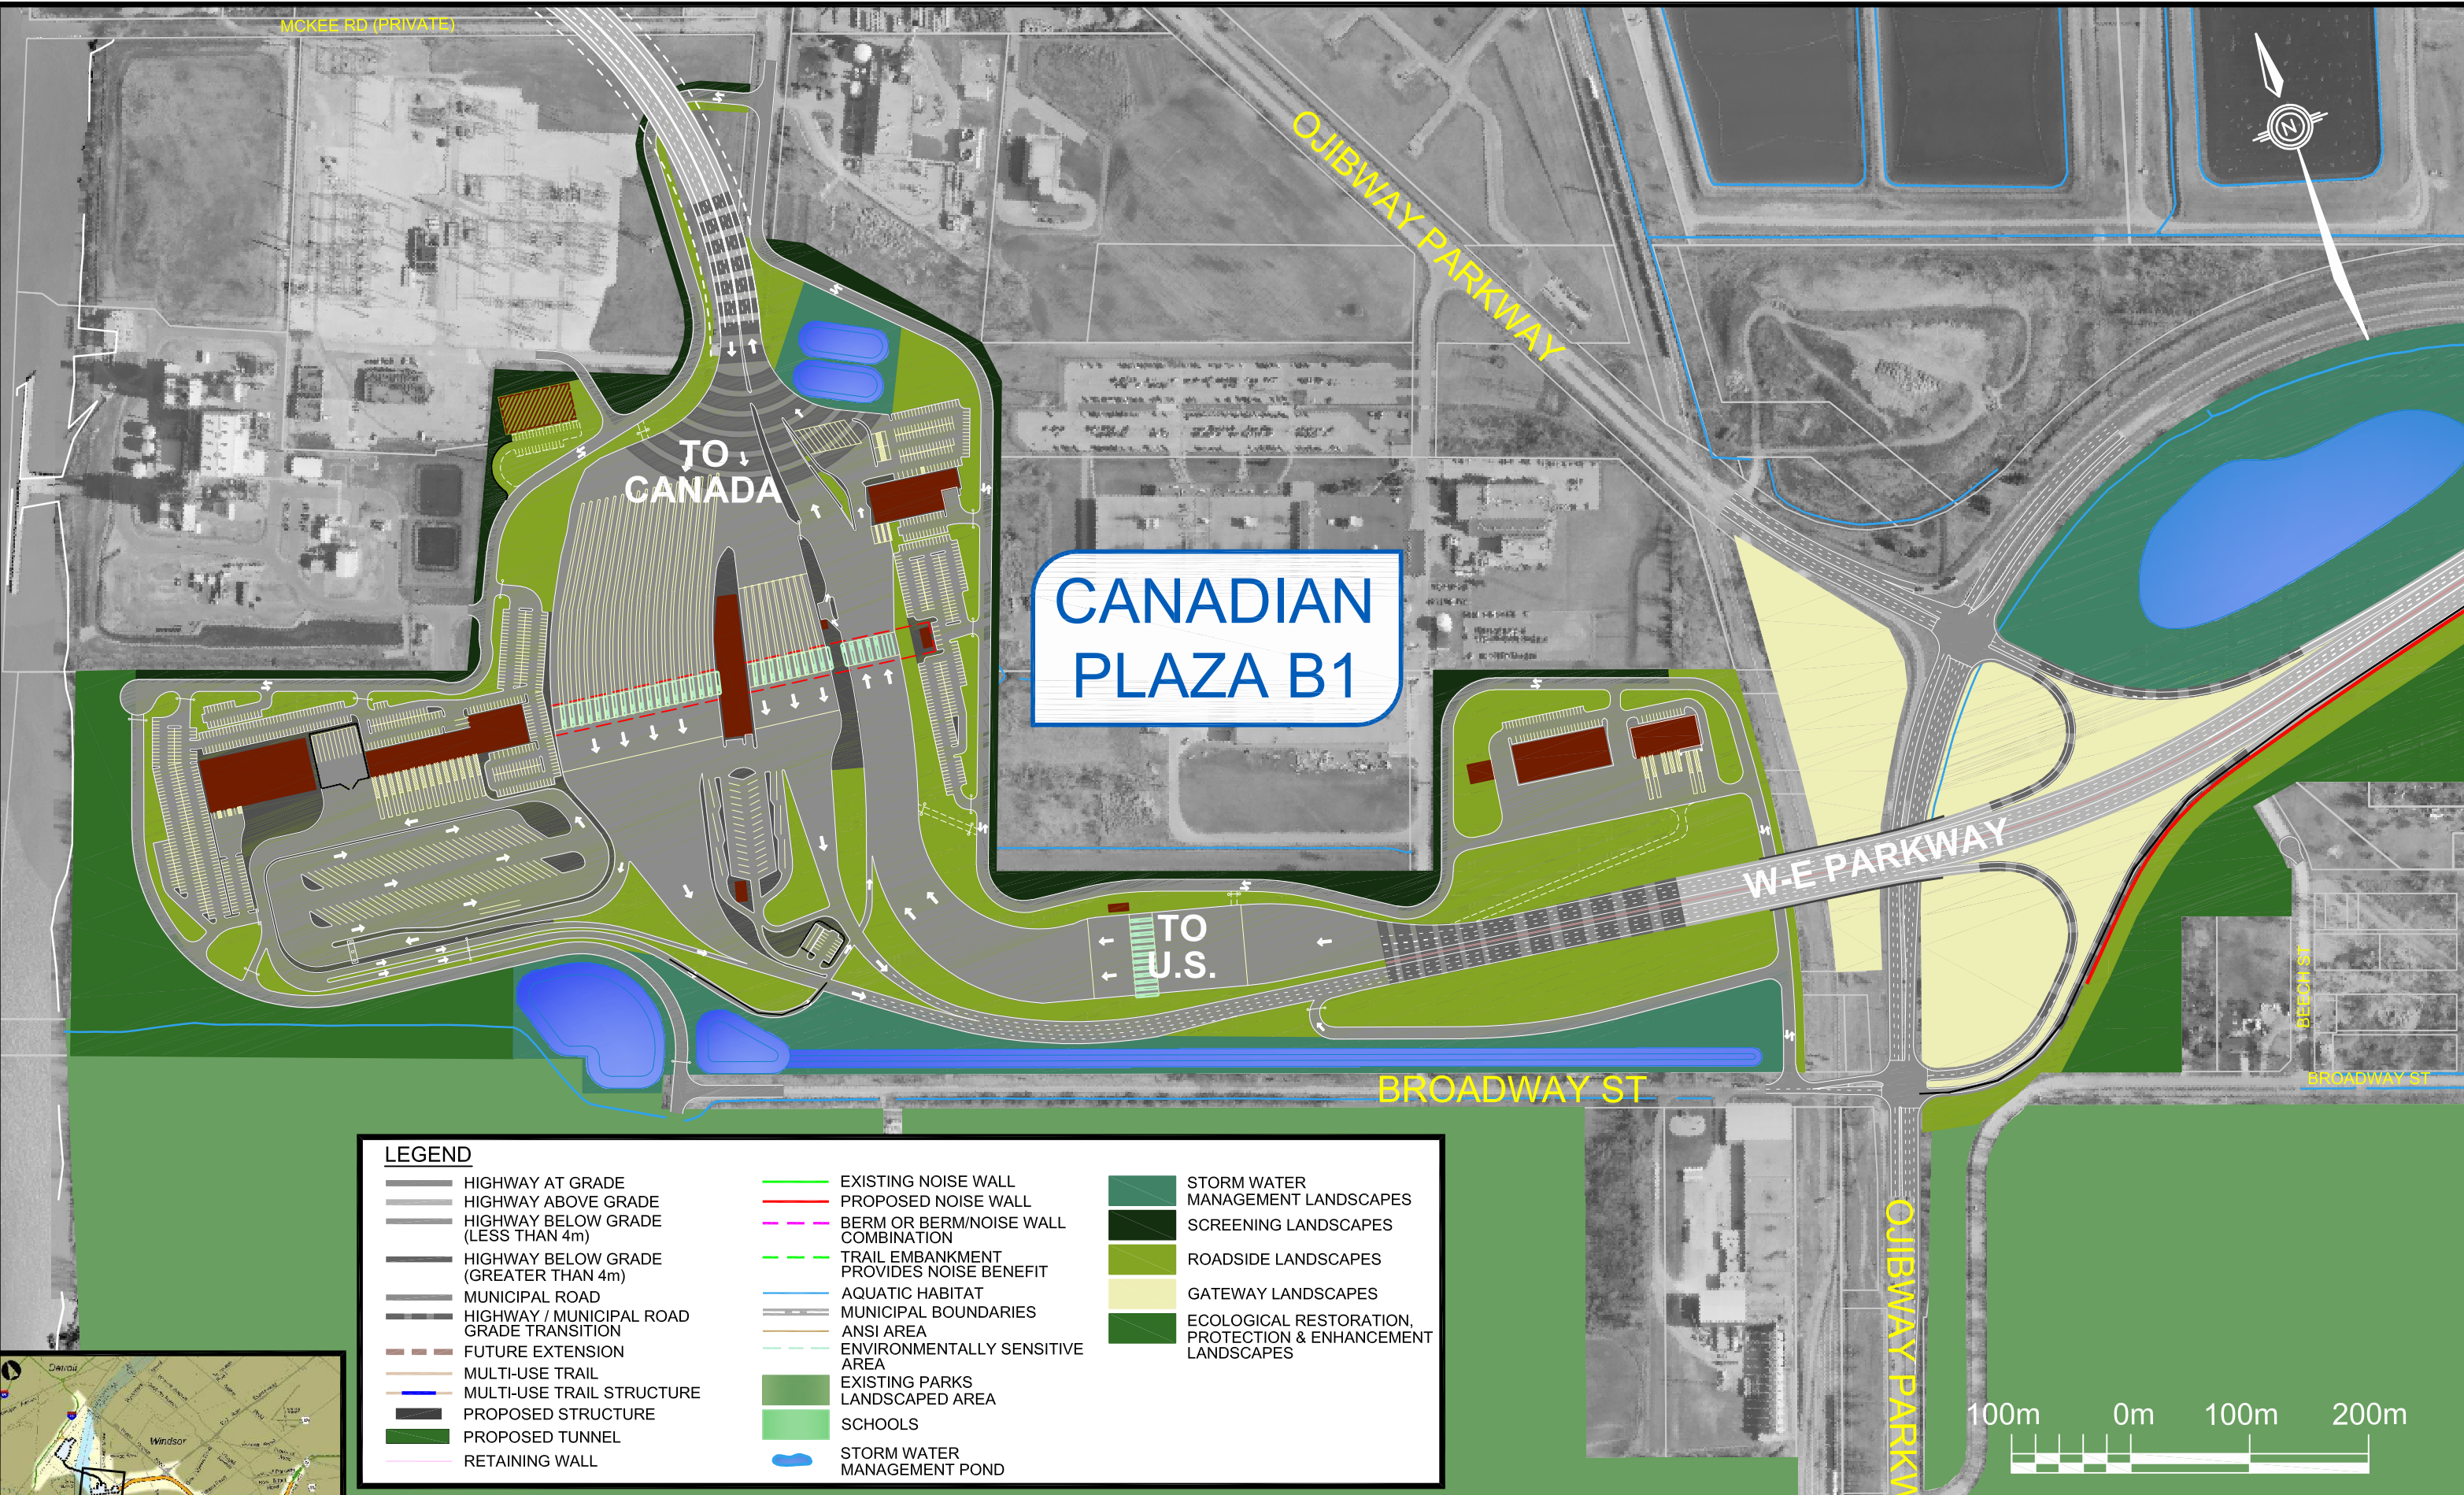 MCKEE RD (PRIVATE)
OJIBWAY PARKWAY
N
TO
CANADA
CANADIAN
PLAZA B1
W-E PARKWAY
TO
U.S.
BEECH ST
BROADWAY ST
BROADWAY ST
OJIBWAY PARKW
LEGEND
HIGHWAY AT GRADE
HIGHWAY ABOVE GRADE
HIGHWAY BELOW GRADE
(LESS THAN 4m)
HIGHWAY BELOW GRADE
(GREATER THAN 4m)
MUNICIPAL ROAD
HIGHWAY / MUNICIPAL ROAD
GRADE TRANSITION
FUTURE EXTENSION
MULTI-USE TRAIL
MULTI-USE TRAIL STRUCTURE
PROPOSED STRUCTURE
PROPOSED TUNNEL
RETAINING WALL
EXISTING NOISE WALL
PROPOSED NOISE WALL
BERM OR BERM/NOISE WALL
COMBINATION
TRAIL EMBANKMENT
PROVIDES NOISE BENEFIT
AQUATIC HABITAT
MUNICIPAL BOUNDARIES
ANSI AREA
ENVIRONMENTALLY SENSITIVE
AREA
EXISTING PARKS
LANDSCAPED AREA
SCHOOLS
STORM WATER
MANAGEMENT POND
STORM WATER
MANAGEMENT LANDSCAPES
SCREENING LANDSCAPES
ROADSIDE LANDSCAPES
GATEWAY LANDSCAPES
ECOLOGICAL RESTORATION,
PROTECTION & ENHANCEMENT
LANDSCAPES
100m 0m 100m 200m
Detroit
Windsor